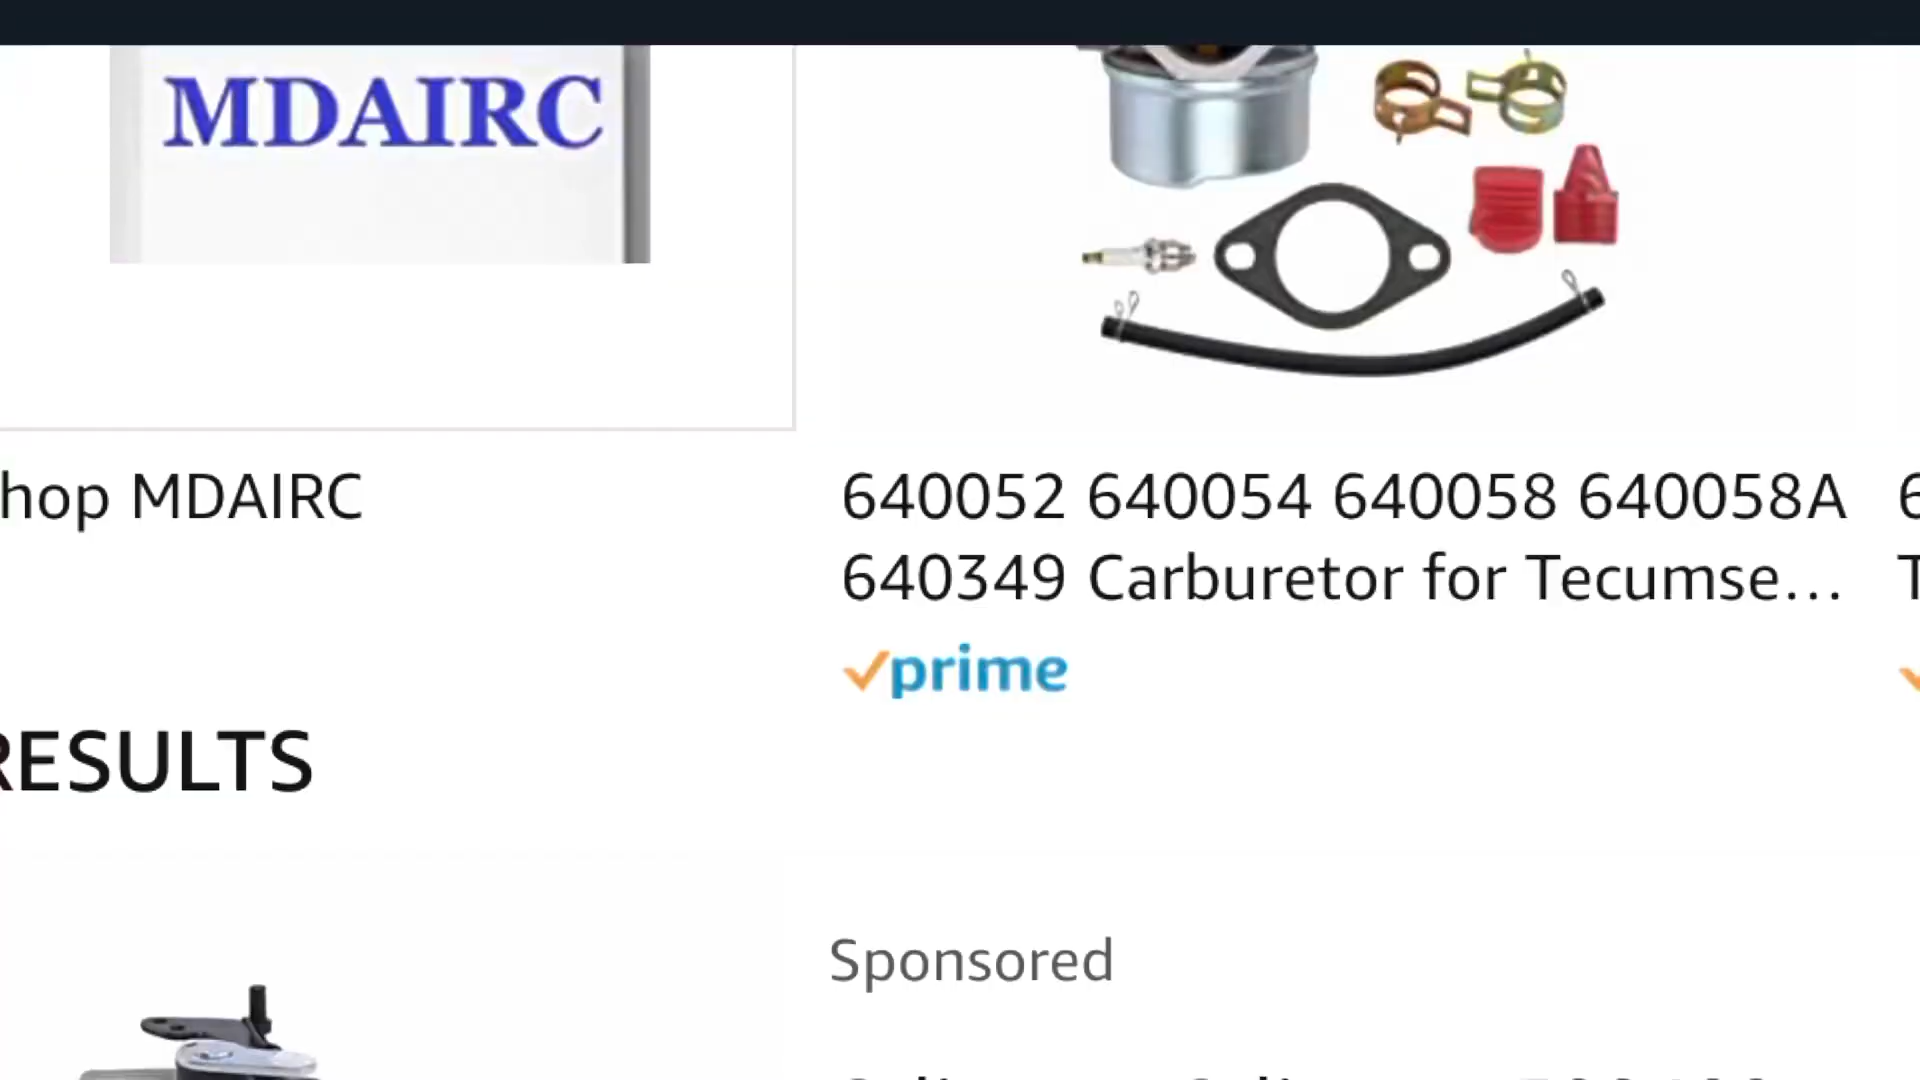 MDAIRC
hop MDAIRC
640052 640054 640058 640058A
640349 Carburetor for Tecumse...
prime
RESULTS
Sponsored